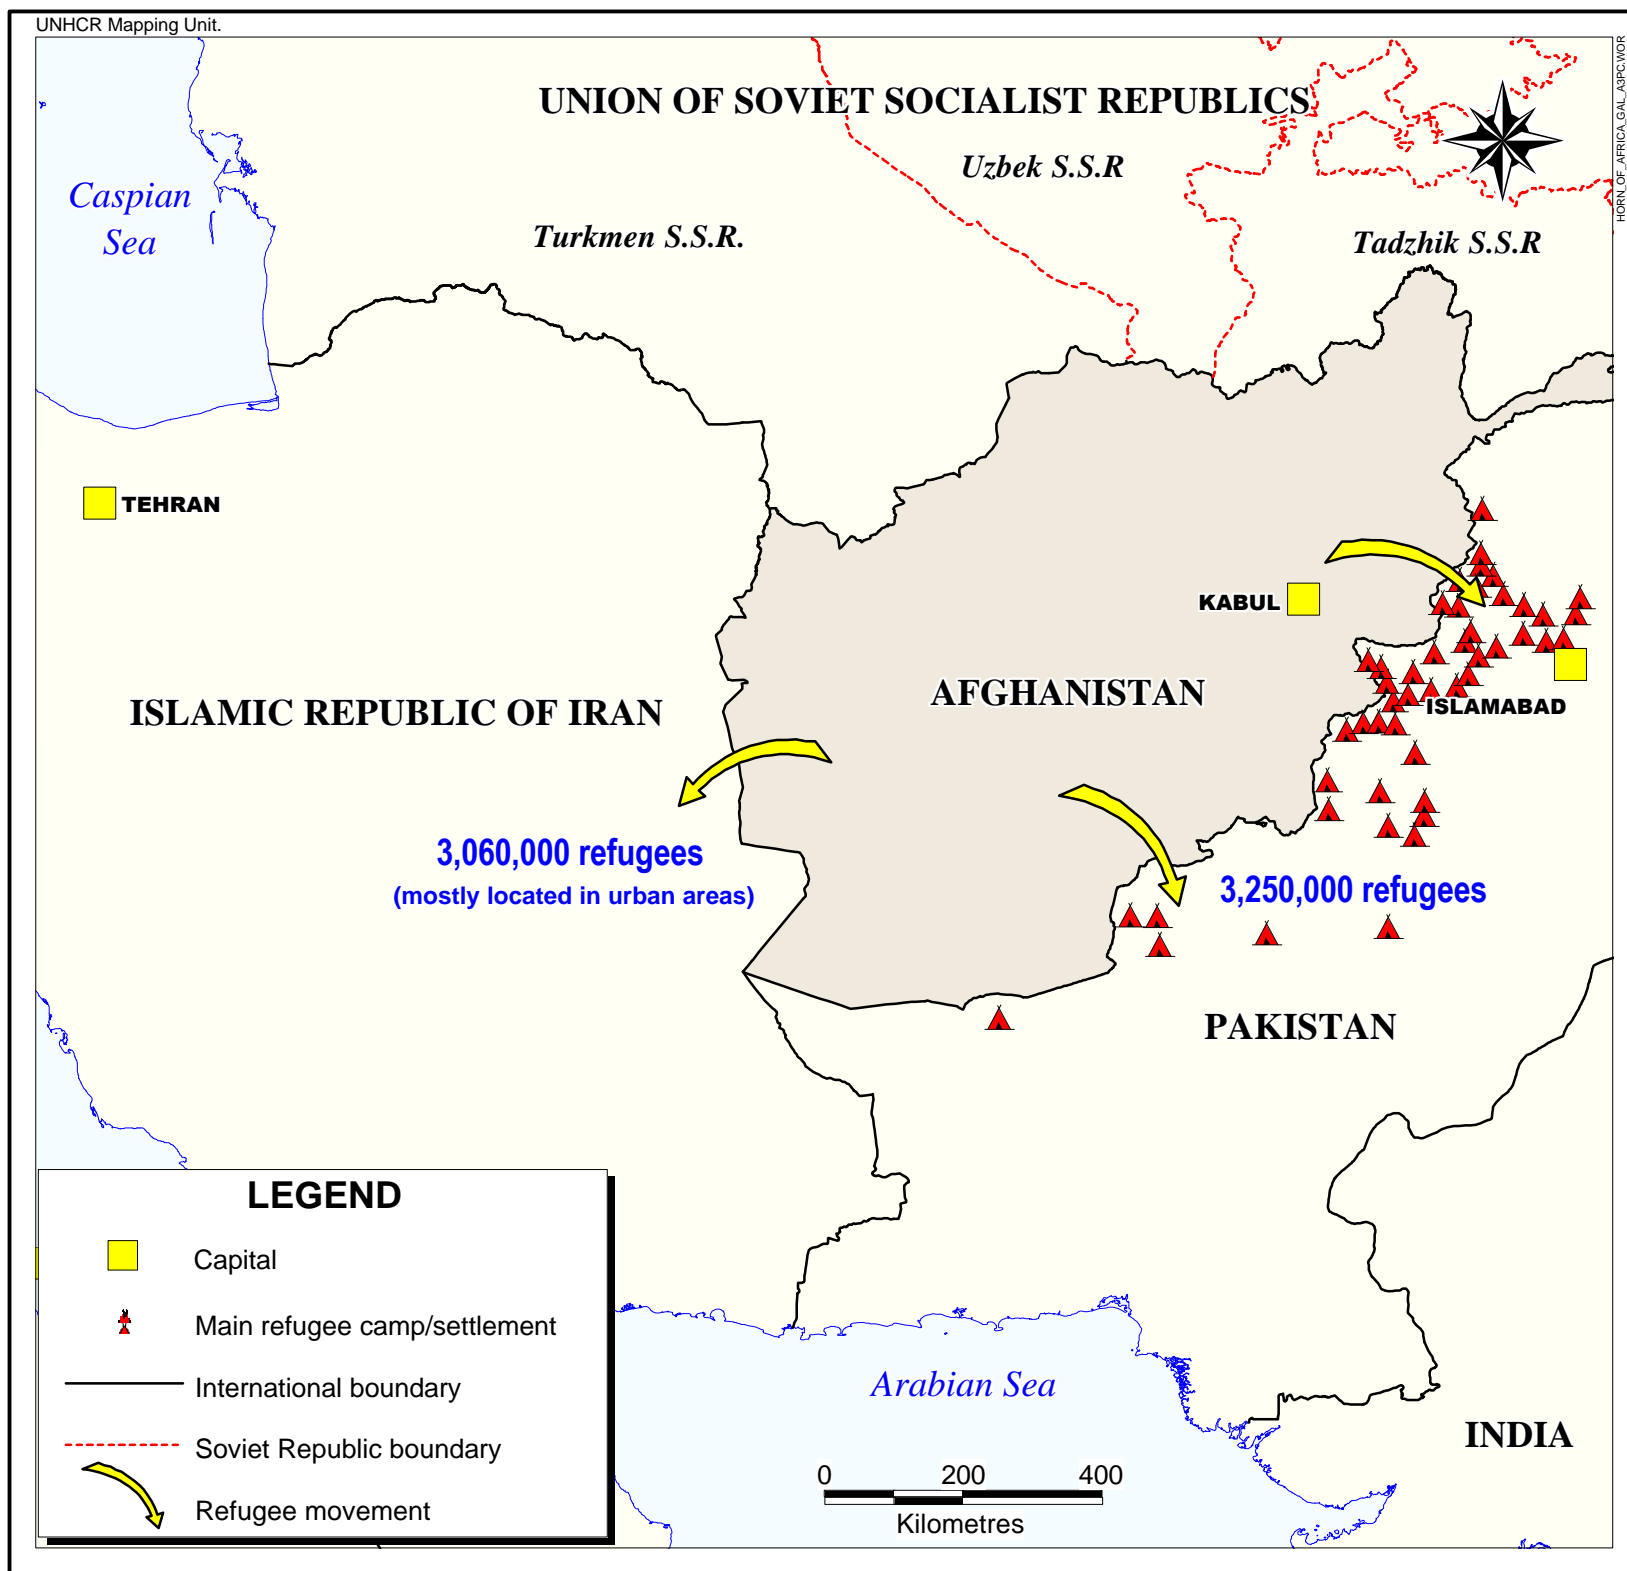 UNHCR Mapping Unit.
HORN_OF_AFRICA_GAL_A3PC.WOR
UNION OF SOVIET SOCIALIST REPUBLICS
Uzbek S.S.R
Caspian
Sea
Turkmen S.S.R.
Tadzhik S.S.R
TEHRAN
KABUL
ISLAMIC REPUBLIC OF IRAN
AFGHANISTAN
ISLAMABAD
3,060,000 refugees
(mostly located in urban areas)
3,250,000 refugees
PAKISTAN
LEGEND
Capital
Main refugee camp/settlement
International boundary
Soviet Republic boundary
Refugee movement
Arabian Sea
INDIA
0 200 400
Kilometres